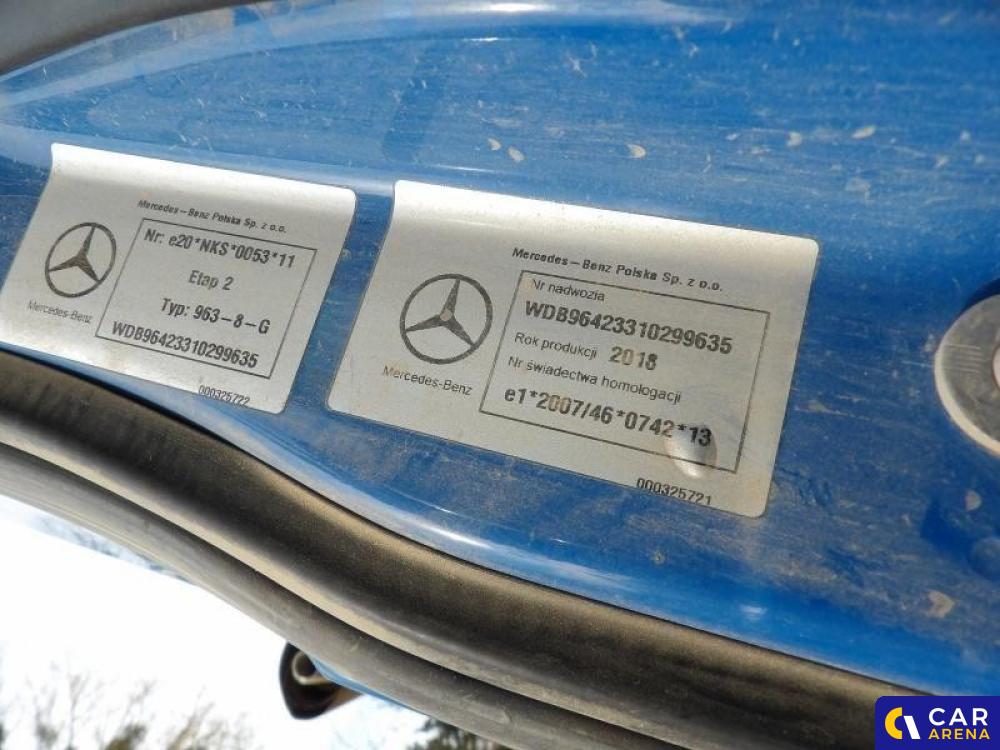 Mercedes-Benz Polska Sp. z o.o.
Nr: e20*NKS*0053*11
Etap 2
Typ: 963-8-G
WDB96423310299635
Mercedes-Benz
000325722
Mercedes-Benz Polska Sp. z o.o.
Nr nadwozia
WDB96423310299635
Rok produkcji 2018
Nr świadectwa homologacji
e1*2007/46*0742*13
Mercedes-Benz
000325721
CAR
ARENA